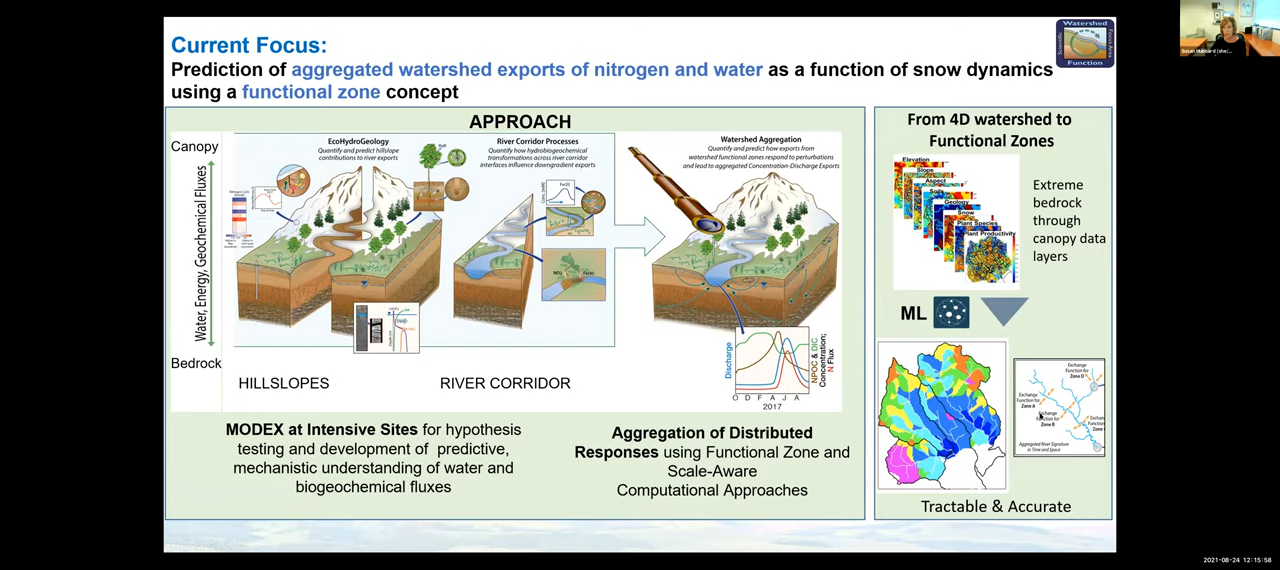 Current Focus:
Prediction of aggregated watershed exports of nitrogen and water as a function of snow dynamics
using a functional zone concept
Watershed
Scientific
Focus Area
Function
Susan Hubbard (she/...
APPROACH
Canopy
Water, Energy, Geochemical Fluxes
Bedrock
EcoHydroGeology
Quantify and predict hillslope
contributions to river exports
River Corridor Processes
Quantify how hydrobiogeochemical
transformations across river corridor
interfaces influence downgradient exports
Watershed Aggregation
Quantify and predict how exports from
watershed functional zones respond to perturbations
and lead to aggregated Concentration-Discharge Exports
HILLSLOPES
RIVER CORRIDOR
Discharge
NPOC & DIC
Concentration;
N Flux
O D F A J A
2017
MODEX at Intensive Sites for hypothesis
testing and development of predictive,
mechanistic understanding of water and
biogeochemical fluxes
Aggregation of Distributed
Responses using Functional Zone and
Scale-Aware
Computational Approaches
From 4D watershed to
Functional Zones
Elevation
Slope
Aspect
Soils
Geology
Snow
Plant Species
Plant Productivity
Extreme
bedrock
through
canopy data
layers
ML
Exchange
Function for
Zone D
Exchange
Function for
Zone A
Exchange
Function for
Zone B
Aggregated River Signature
in Time and Space
Tractable & Accurate
2021-08-24 12:15:58